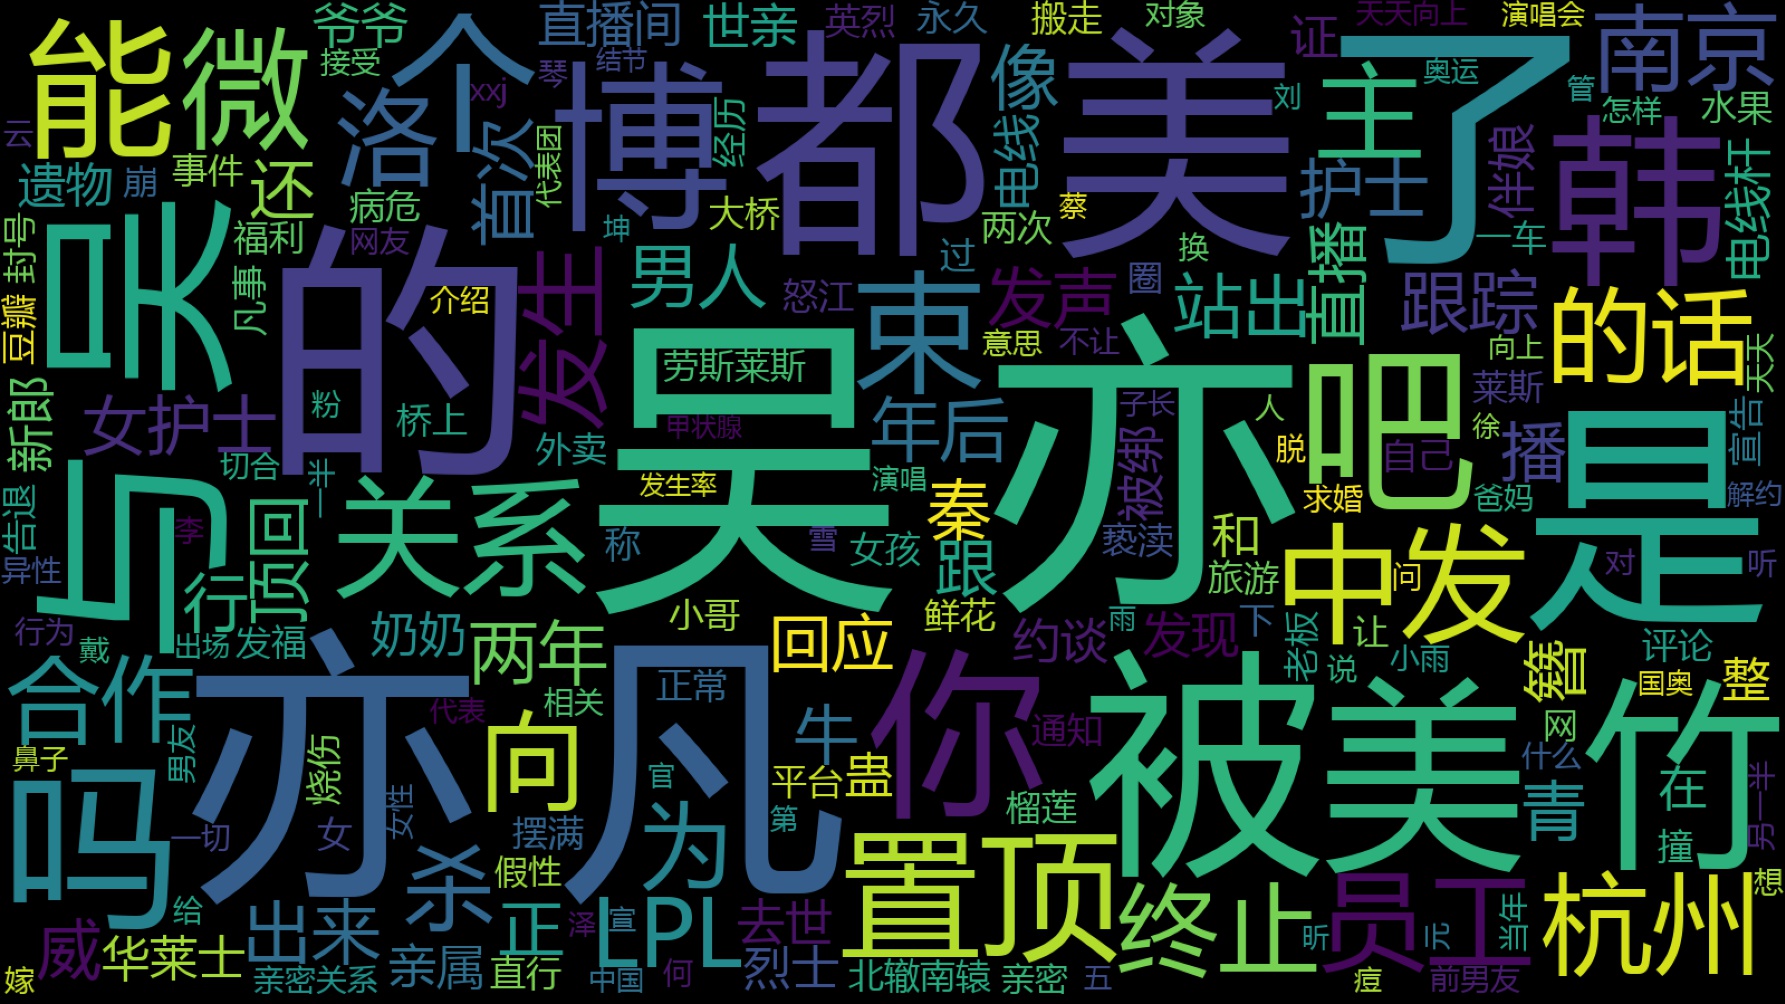 能
微
爷爷
接受
个
直播间
世亲
英烈
永久
搬走
对象
天天向上
演唱会
南京
证
奥运
管
怎样
水果
云
事件
遗物
崩
还
洛
xxj
琴
结节
首次
代表团
博
经历
都
像
电线
美
刘
主
了
护士
伴娘
韩
电线杆
病危
网友
福利
坤
大桥
两次
蔡
换
一车
封号
吴
凡事
的
介绍
发生
男人
过
怒江
束
发声
圈
站出
直播
跟踪
的话
豆瓣
劳斯莱斯
意思
不让
向上
天天
新郎
女护士
粉
桥上
外卖
吴
甲状腺
年后
亦
子长
被绑
人
脱
吧
自己
莱斯
徐
播
是
宣告
切合
一半
发生率
演唱
求婚
爸妈
解约
告退
与
李
顶回
关系
秦
和
称
雪
女孩
跟
亵渎
旅游
中发
问
对
听
异性
行
行为
戴
出场
发福
奶奶
两年
小哥
回应
鲜花
约谈
雨
发现
下
老板
让
说
小雨
簪
评论
合作
亦
代表
相关
正常
凡
你
通知
被美
国奥
整
竹
网
鼻子
男友
烧伤
女性
向
官
牛
平台
蛊
榴莲
什么
青
在
撞
另一半
吗
一切
女
摆满
为
第
置顶
杀
假性
给
出来
正
泽
宣
LPL
去世
终止
员工
昕
元
当年
杭州
想
威
华莱士
亲属
直行
嫁
亲密关系
中国
何
烈士
北辙南辕
亲密
五
痘
前男友